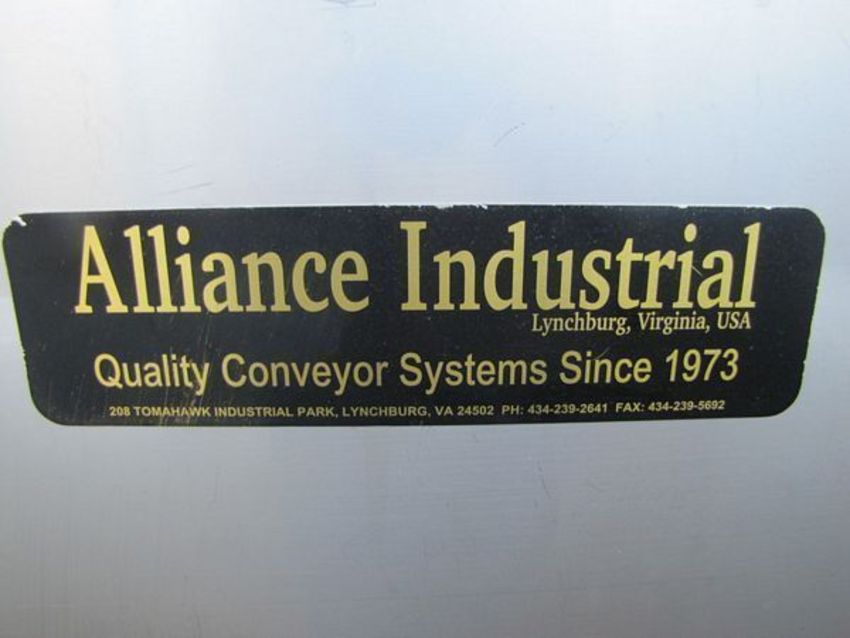 Alliance Industrial
Lynchburg, Virginia, USA
Quality Conveyor Systems Since 1973
208 TOMAHAWK INDUSTRIAL PARK, LYNCHBURG, VA 24502 PH: 434-239-2641 FAX: 434-239-5692